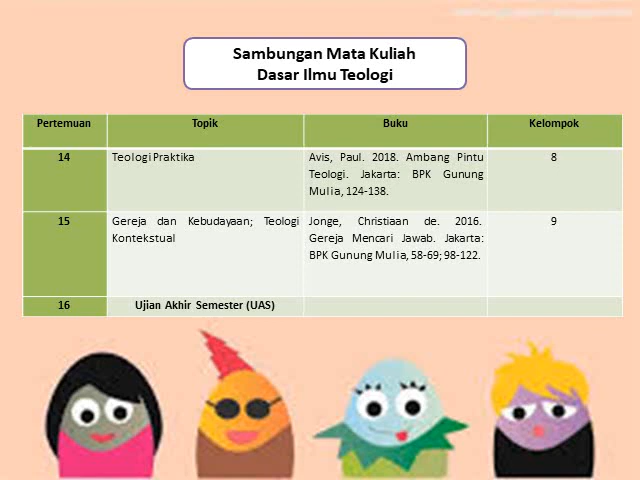 Sambungan Mata Kuliah
Dasar Ilmu Teologi
Pertemuan Topik Buku Kelompok
14 Teologi Praktika Avis, Paul. 2018. Ambang Pintu 8
Teologi. Jakarta: BPK Gunung
Mulia, 124-138.
15 Gereja dan Kebudayaan; Teologi Jonge, Christiaan de. 2016. 9
Kontekstual Gereja Mencari Jawab. Jakarta:
BPK Gunung Mulia, 58-69; 98-122.
16 Ujian Akhir Semester (UAS)